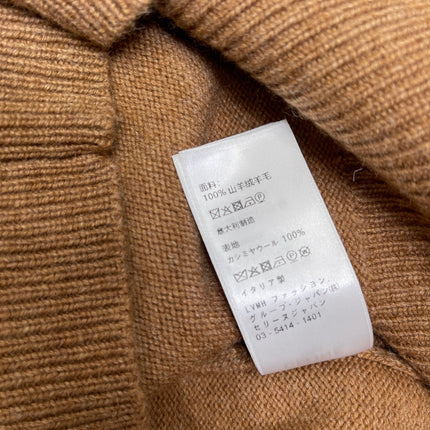 面料:
100% 山羊绒羊毛
意大利制造
表地
カシミヤウール 100%
イタリア製
LVMH ファッション
グループ・ジャパン(株)
セリーヌジャパン
03-5414-1401